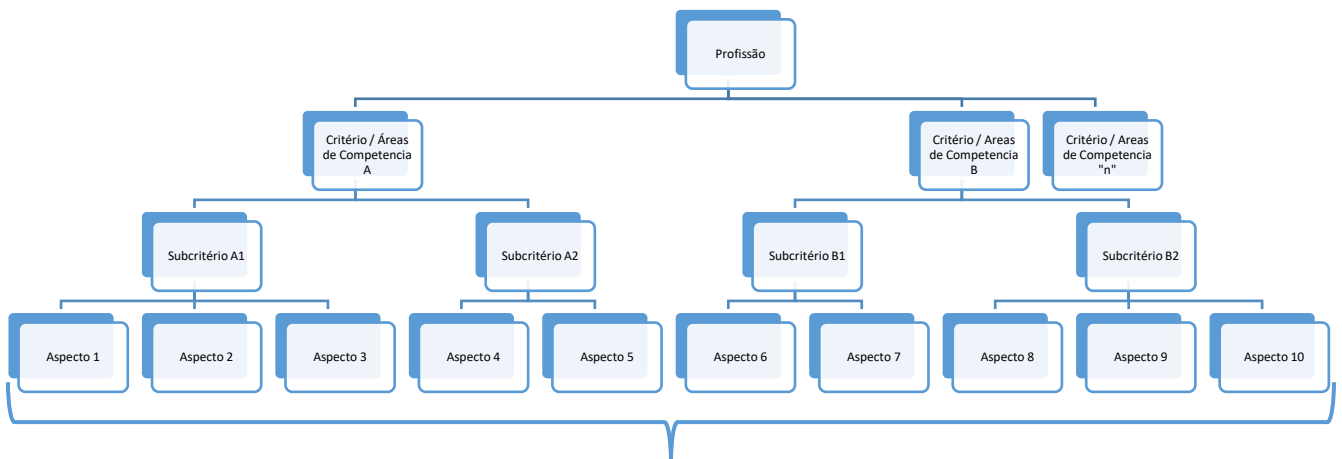 Profissão
Critério / Áreas
de Competencia
A
Critério / Areas
de Competencia
B
Critério / Areas
de Competencia
"n"
Subcritério A1
Subcritério A2
Subcritério B1
Subcritério B2
Aspecto 1
Aspecto 2
Aspecto 3
Aspecto 4
Aspecto 5
Aspecto 6
Aspecto 7
Aspecto 8
Aspecto 9
Aspecto 10